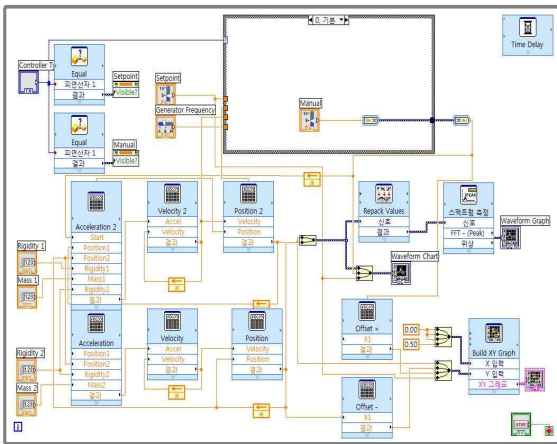 0, 기본
Time Delay
Controller T
Equal
피연산자 1
결과
Setpoint
Visible?
Setpoint
Generator Frequency
Manual
Equal
피연산자 1
결과
Manual
Visible?
Acceleration 2
Start
Position1
Position2
Rigidity1
Mass1
Rigidity2
결과
Velocity 2
Accel
Velocity
결과
Position 2
Velocity
Position
결과
Repack Values
신호
결과
스펙트럼 측정
신호
FFT - (Peak)
위상
Waveform Graph
Waveform Chart
Rigidity 1
Mass 1
Rigidity 2
Mass 2
Acceleration
Position1
Position2
Rigidity2
Mass2
결과
Velocity
Accel
Velocity
결과
Position
Velocity
Position
결과
Offset +
X1
결과
0.00
0.50
Build XY Graph
X 입력
Y 입력
XY 그래프
Offset -
X1
결과
i
STOP